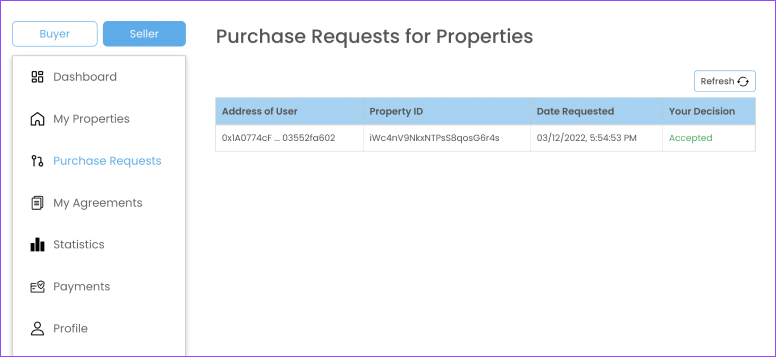 Buyer
Seller
Dashboard
My Properties
Purchase Requests
My Agreements
Statistics
Payments
Profile
Purchase Requests for Properties
Refresh
Address of User Property ID Date Requested Your Decision
0x1A0774cF ... 03552fa602 iWc4nV9NkxNTPsS8qosG6r4s 03/12/2022, 5:54:53 PM Accepted